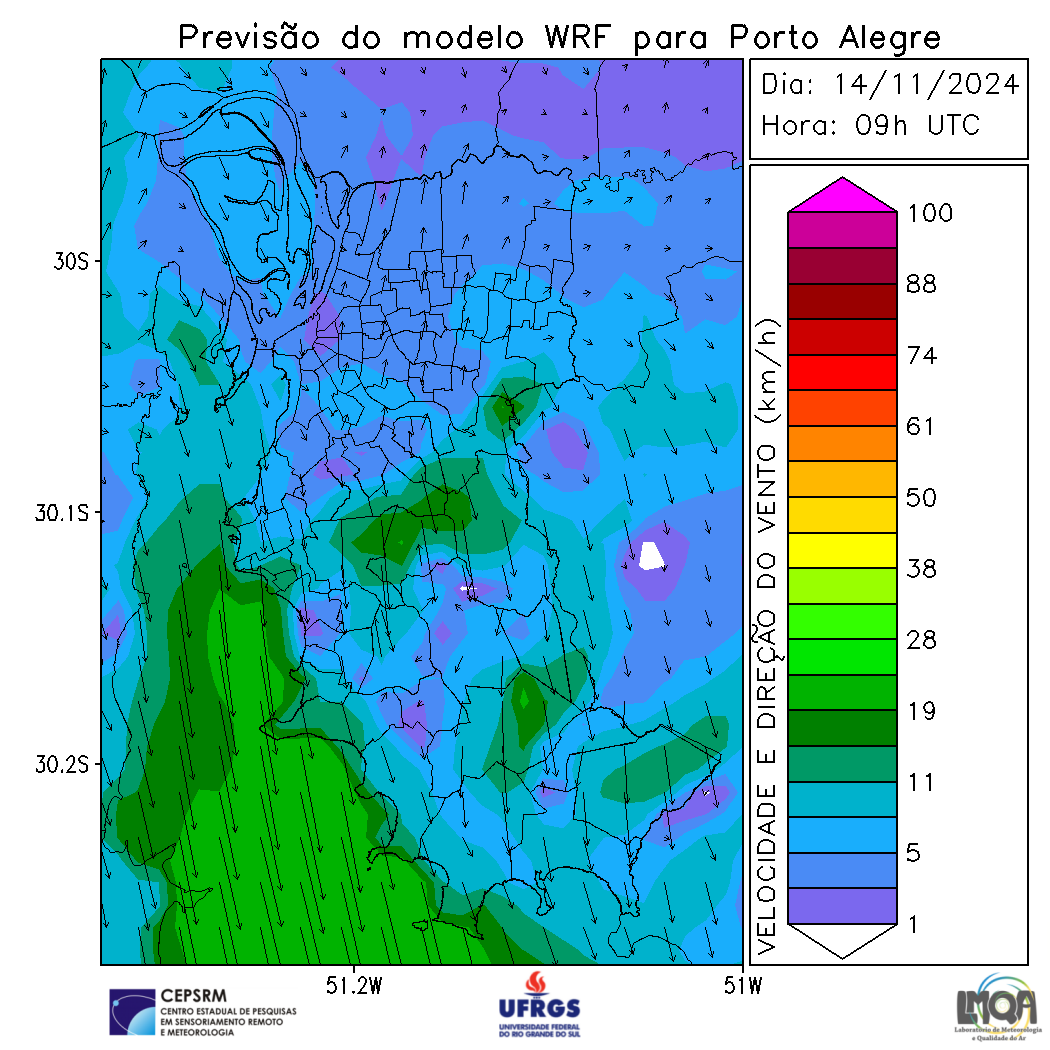 Previsão do modelo WRF para Porto Alegre
Dia: 14/11/2024
Hora: 09h UTC
30S
30.1S
30.2S
51.2W
51W
VELOCIDADE E DIREÇÃO DO VENTO (km/h)
100
88
74
61
50
38
28
19
11
5
1
CEPSRM
CENTRO ESTADUAL DE PESQUISAS
EM SENSORIAMENTO REMOTO
E METEOROLOGIA
UFRGS
UNIVERSIDADE FEDERAL
DO RIO GRANDE DO SUL
LMQA
Laboratório de Meteorologia
e Qualidade do Ar